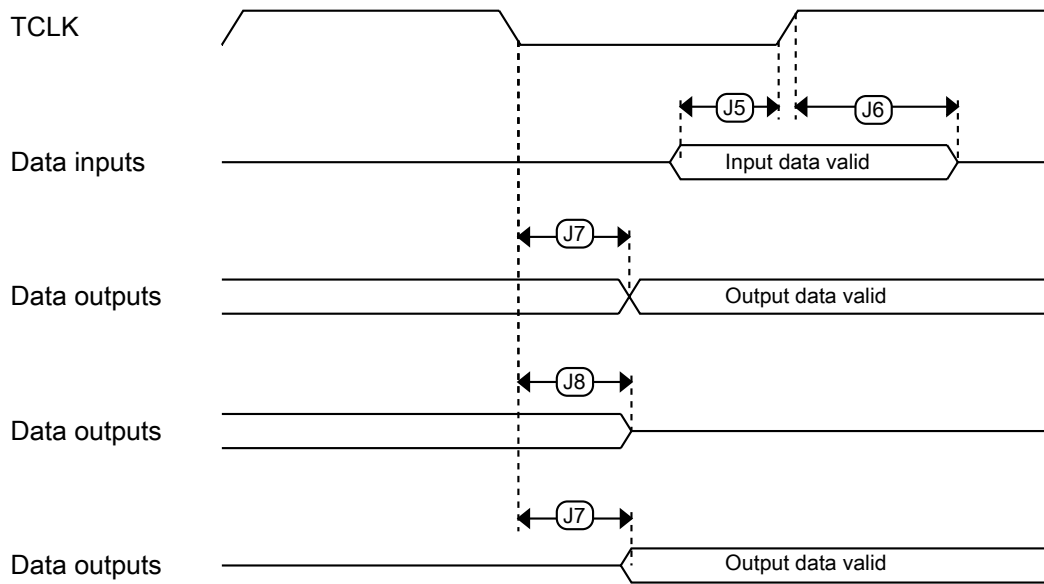 TCLK
J5
J6
Data inputs
Input data valid
J7
Data outputs
Output data valid
J8
Data outputs
J7
Data outputs
Output data valid